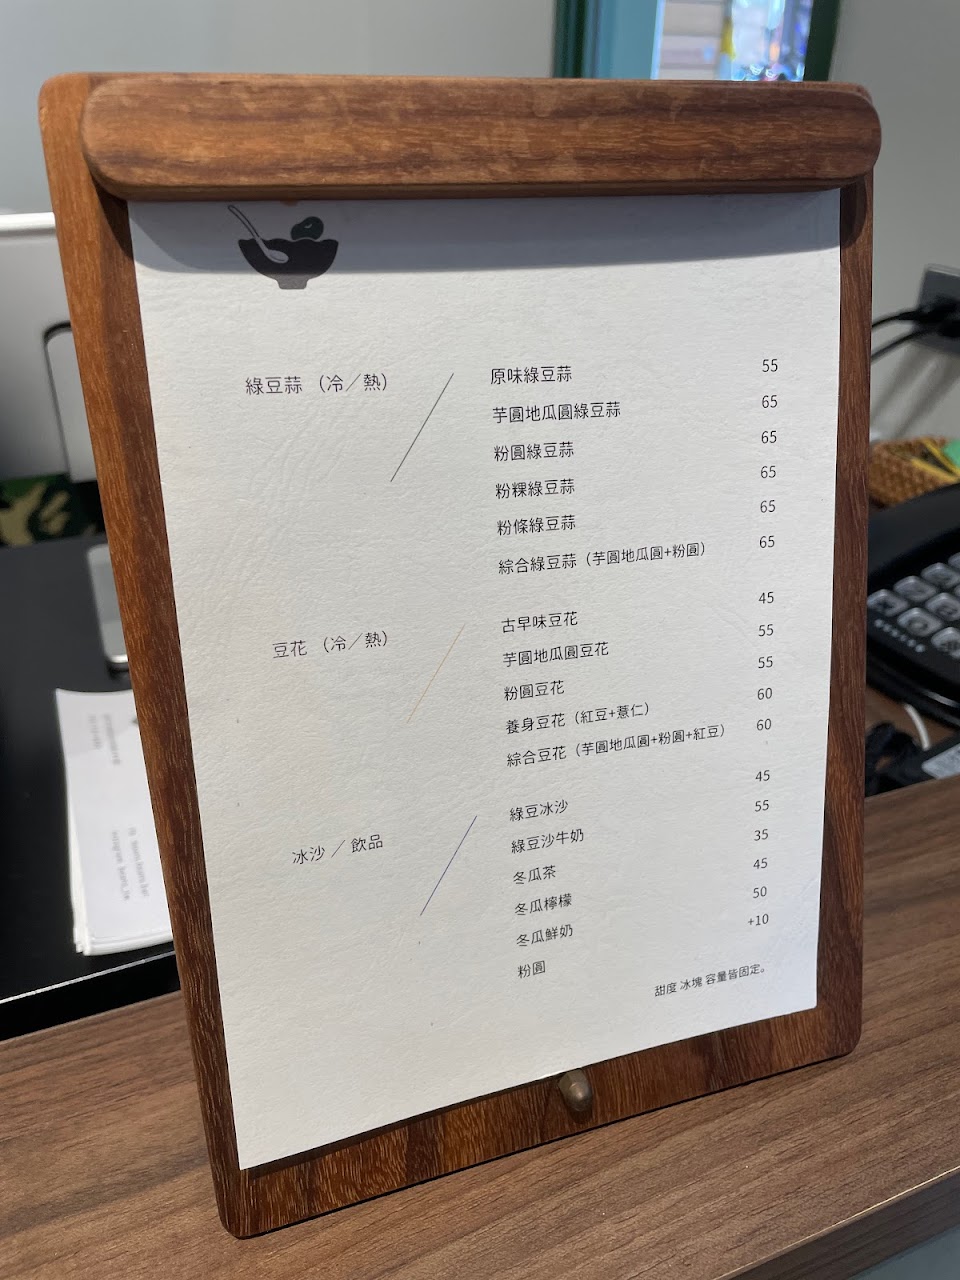 綠豆蒜 (冷／熱)
原味綠豆蒜 55
芋圓地瓜圓綠豆蒜 65
粉圓綠豆蒜 65
粉粿綠豆蒜 65
粉條綠豆蒜 65
綜合綠豆蒜（芋圓地瓜圓+粉圓） 65
豆花 (冷／熱)
古早味豆花 45
芋圓地瓜圓豆花 55
粉圓豆花 55
養身豆花（紅豆+薏仁） 60
綜合豆花（芋圓地瓜圓+粉圓+紅豆） 60
冰沙／飲品
綠豆冰沙 45
綠豆沙牛奶 55
冬瓜茶 35
冬瓜檸檬 45
冬瓜鮮奶 50
粉圓 +10
甜度 冰塊 容量皆固定。